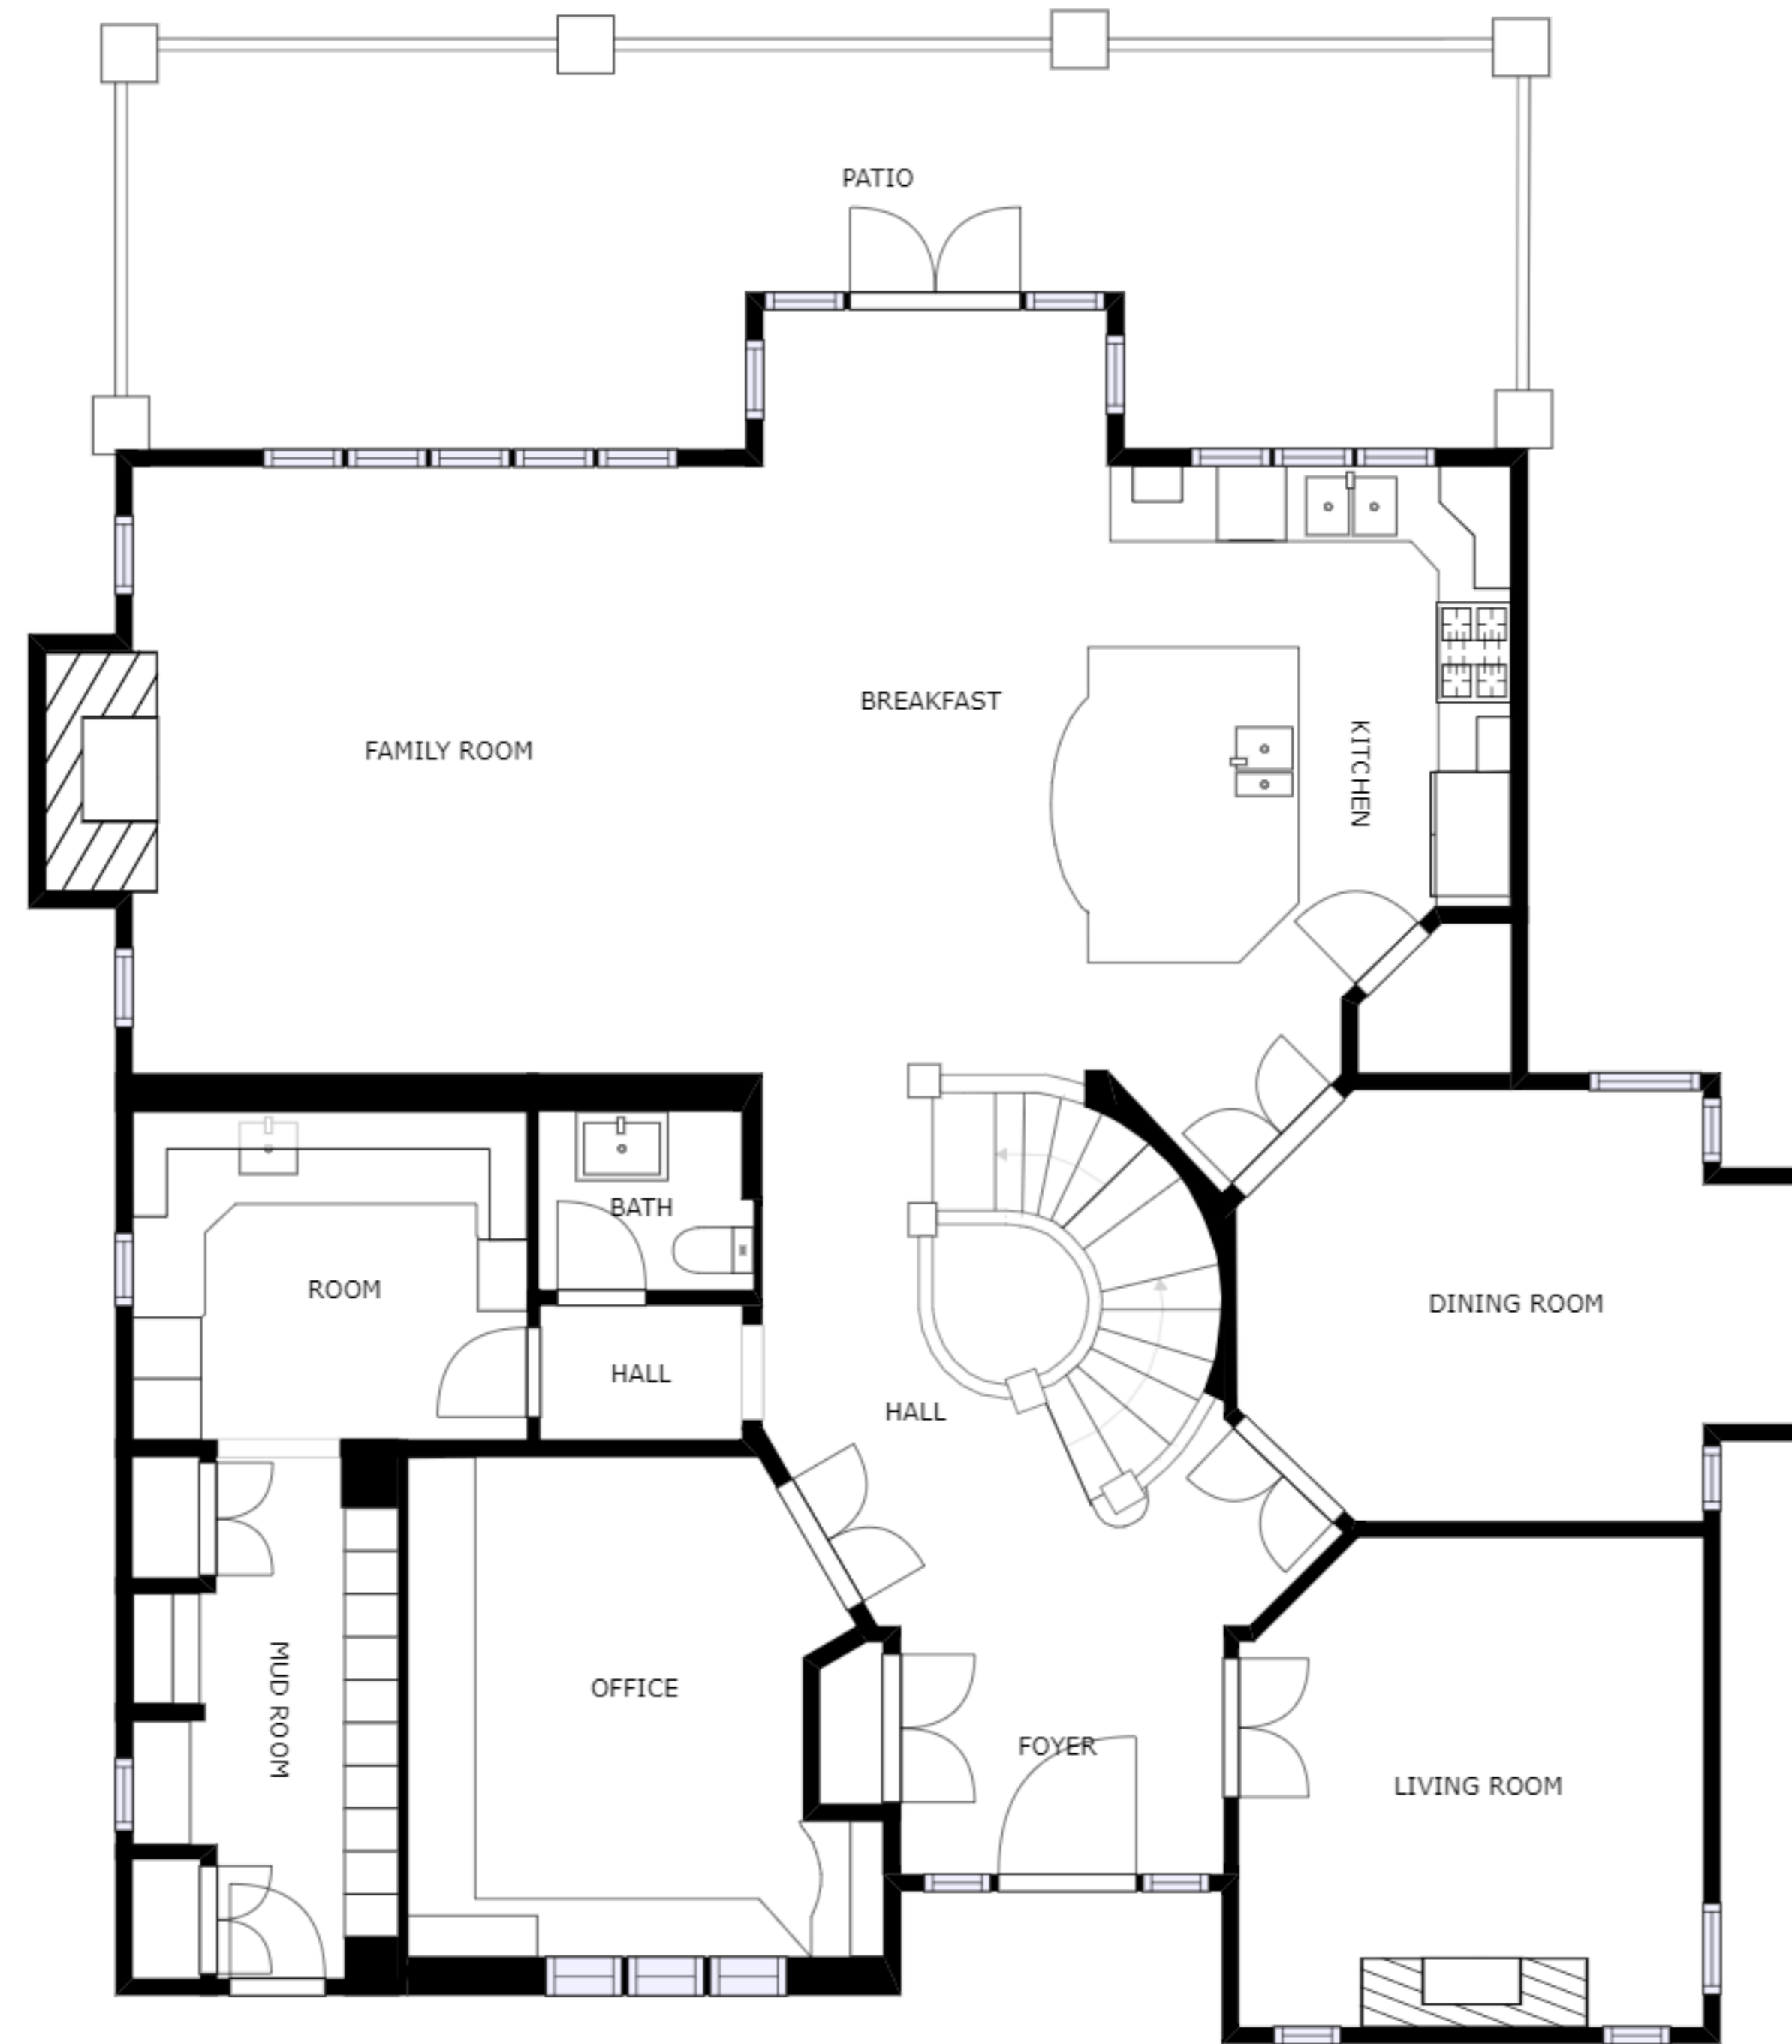 PATIO
BREAKFAST
FAMILY ROOM
KITCHEN
BATH
ROOM
DINING ROOM
HALL
HALL
MUD ROOM
OFFICE
FOYER
LIVING ROOM